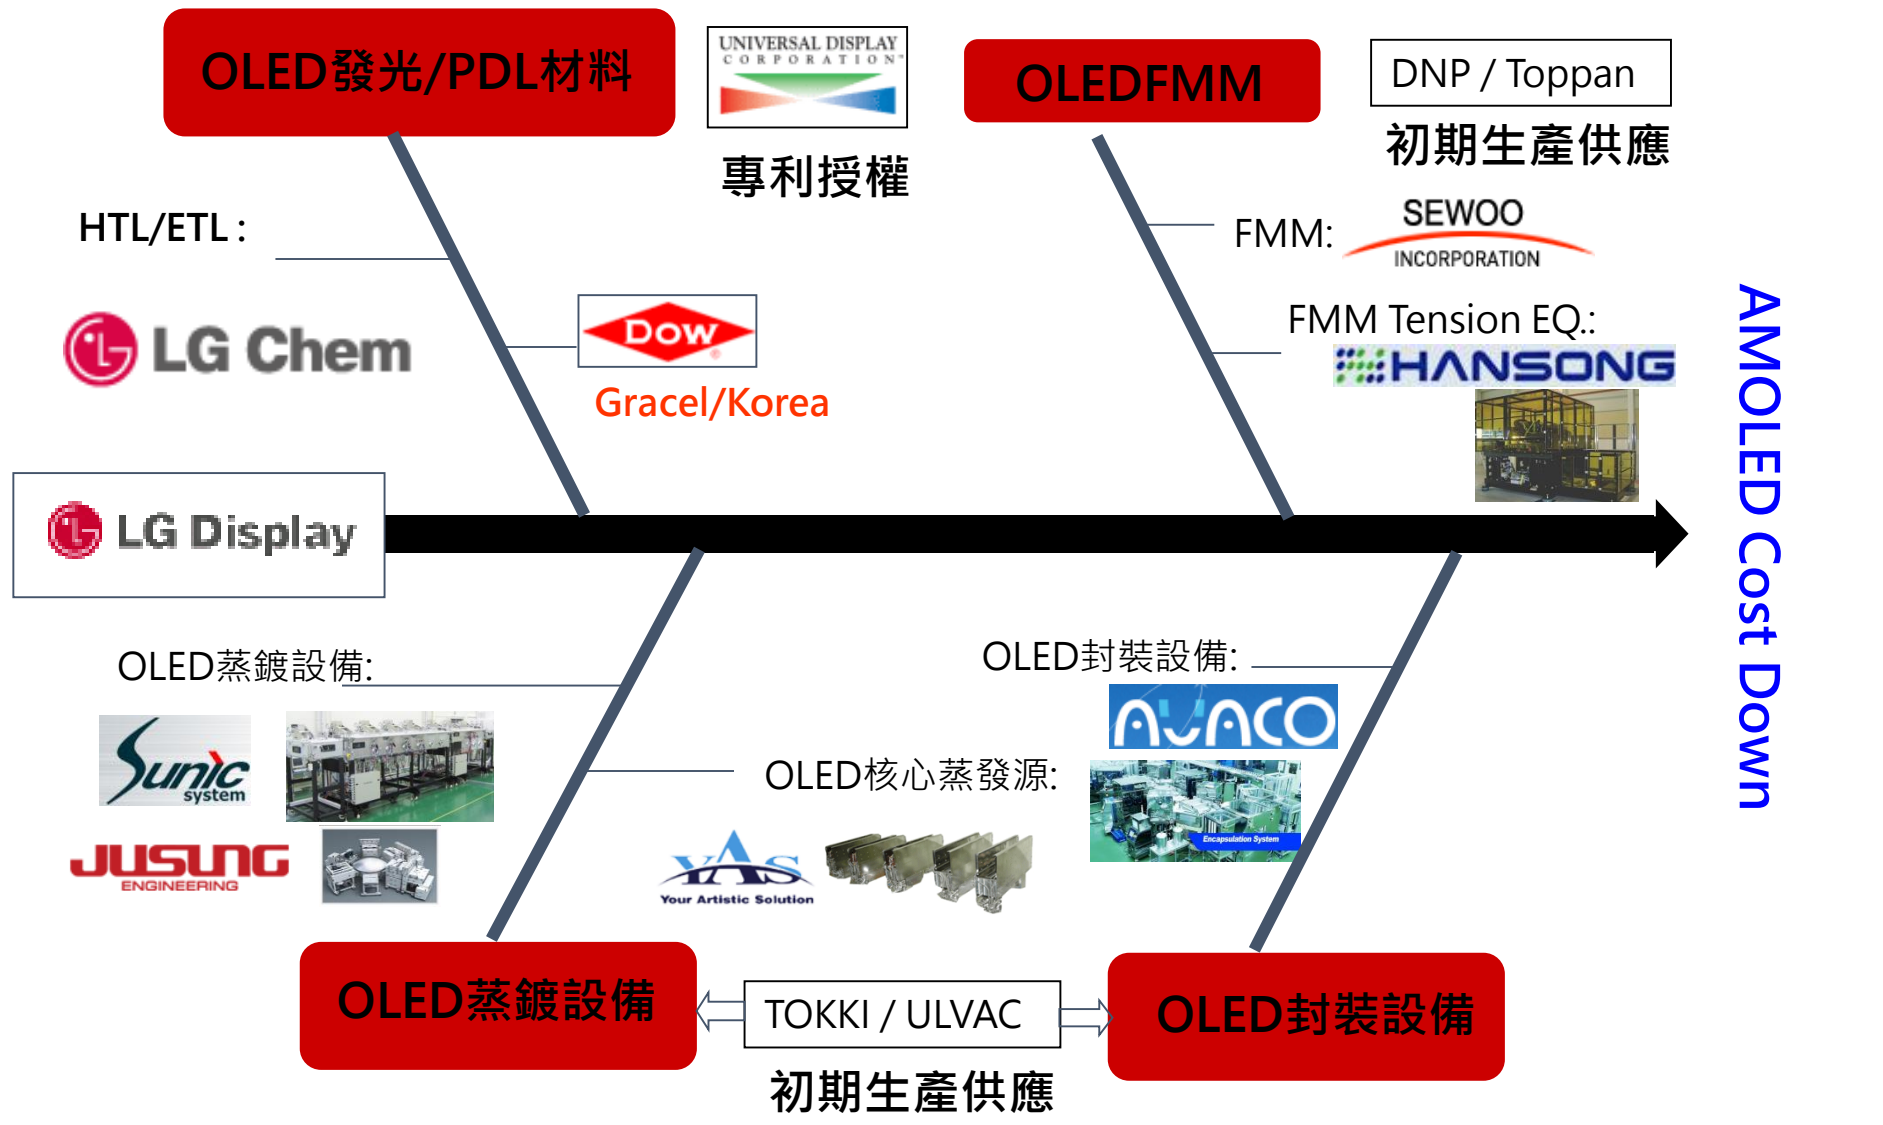 OLED發光/PDL材料
UNIVERSAL DISPLAY
CORPORATION
專利授權
OLEDFMM
DNP / Toppan
初期生產供應
HTL/ETL :
LG Chem
DOW
Gracel/Korea
FMM:
SEWOO
INCORPORATION
FMM Tension EQ.:
HANSONG
LG Display
AMOLED Cost Down
OLED蒸鍍設備:
Sunic
system
JUSUNG
ENGINEERING
OLED核心蒸發源:
YAS
Your Artistic Solution
OLED封裝設備:
AVACO
Encapsulation System
OLED蒸鍍設備
TOKKI / ULVAC
初期生產供應
OLED封裝設備